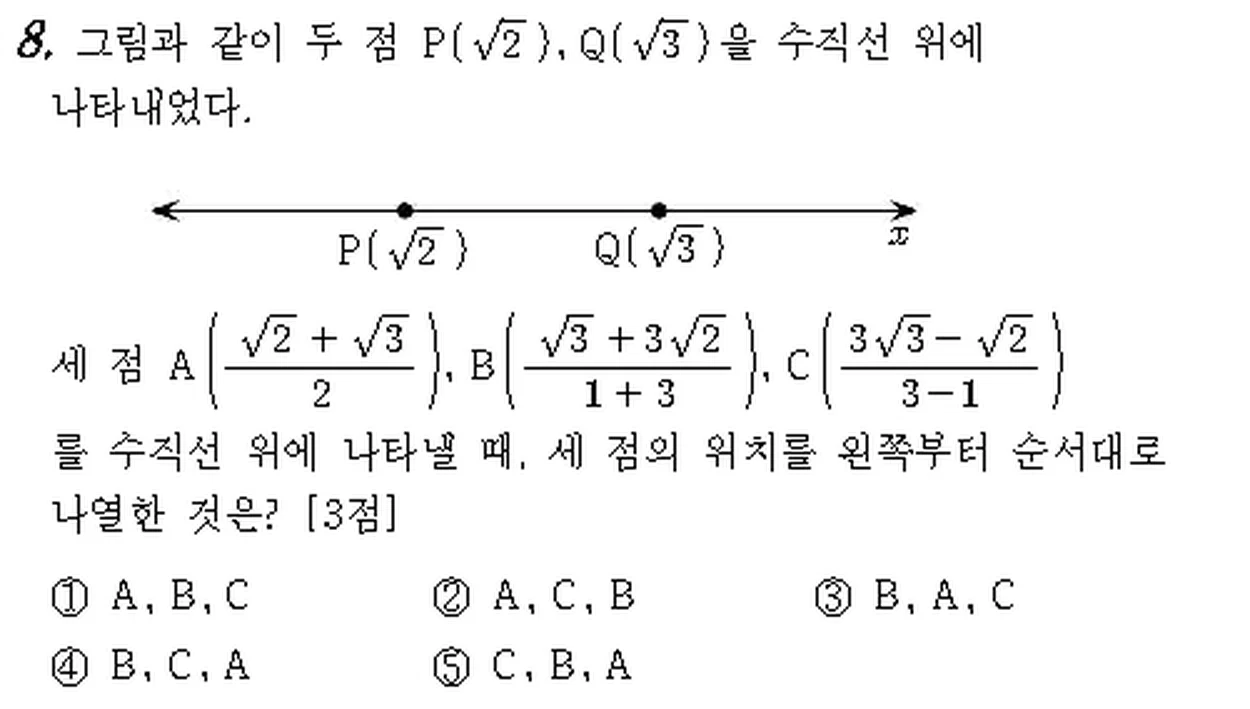 8. 그림과 같이 두 점 P(√2), Q(√3)을 수직선 위에
나타내었다.
P(√2) Q(√3) x
세 점 A((√2 + √3)/2), B((√3 + 3√2)/(1 + 3)), C((3√3 − √2)/(3 − 1))
를 수직선 위에 나타낼 때, 세 점의 위치를 왼쪽부터 순서대로
나열한 것은? [3점]
① A, B, C ② A, C, B ③ B, A, C
④ B, C, A ⑤ C, B, A